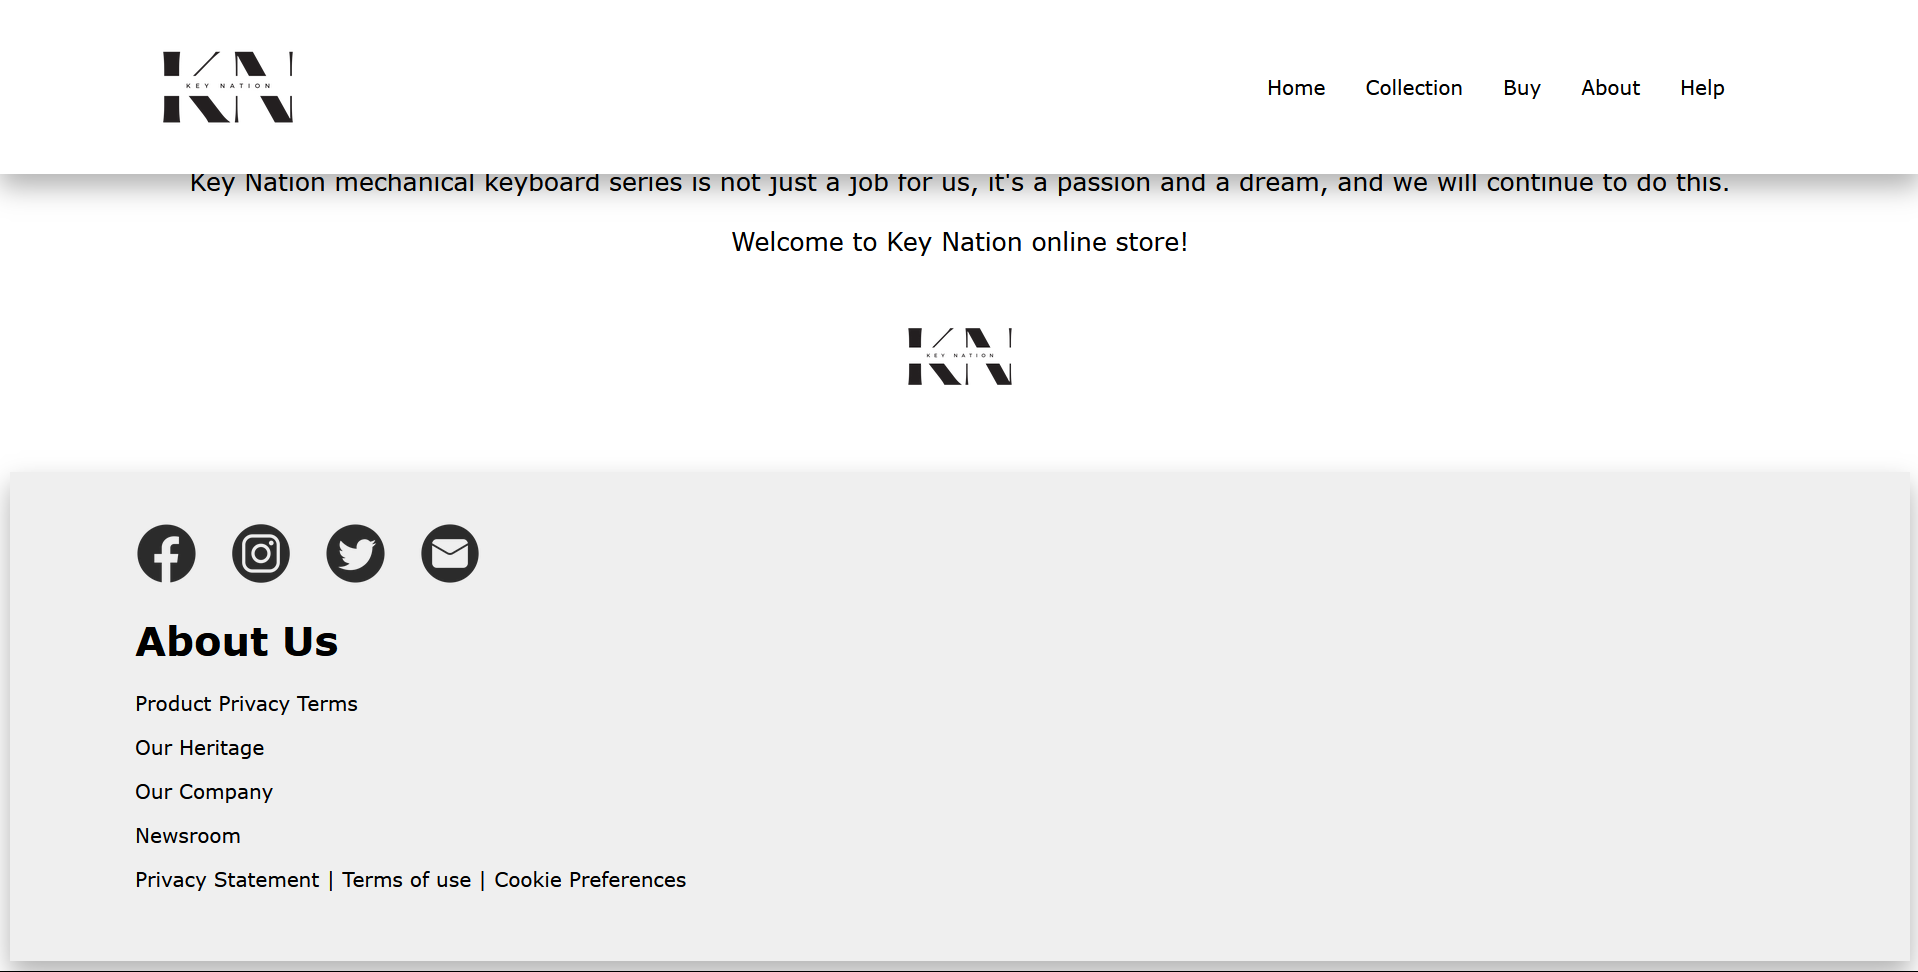 KN
KEY NATION
Home Collection Buy About Help
Key Nation mechanical keyboard series is not just a job for us, it's a passion and a dream, and we will continue to do this.
Welcome to Key Nation online store!
KN
KEY NATION
About Us
Product Privacy Terms
Our Heritage
Our Company
Newsroom
Privacy Statement | Terms of use | Cookie Preferences